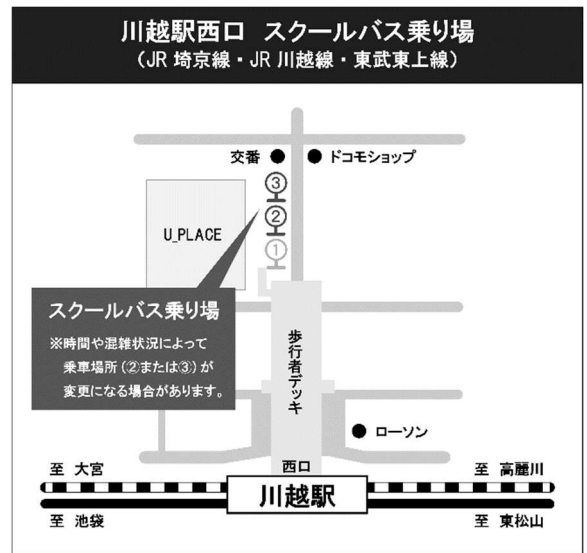 川越駅西口 スクールバス乗り場
(JR 埼京線・JR 川越線・東武東上線)
交番
ドコモショップ
③
②
①
U_PLACE
スクールバス乗り場
※時間や混雑状況によって
乗車場所(②または③)が
変更になる場合があります。
歩行者デッキ
ローソン
西口
至 大宮
至 高麗川
川越駅
至 池袋
至 東松山